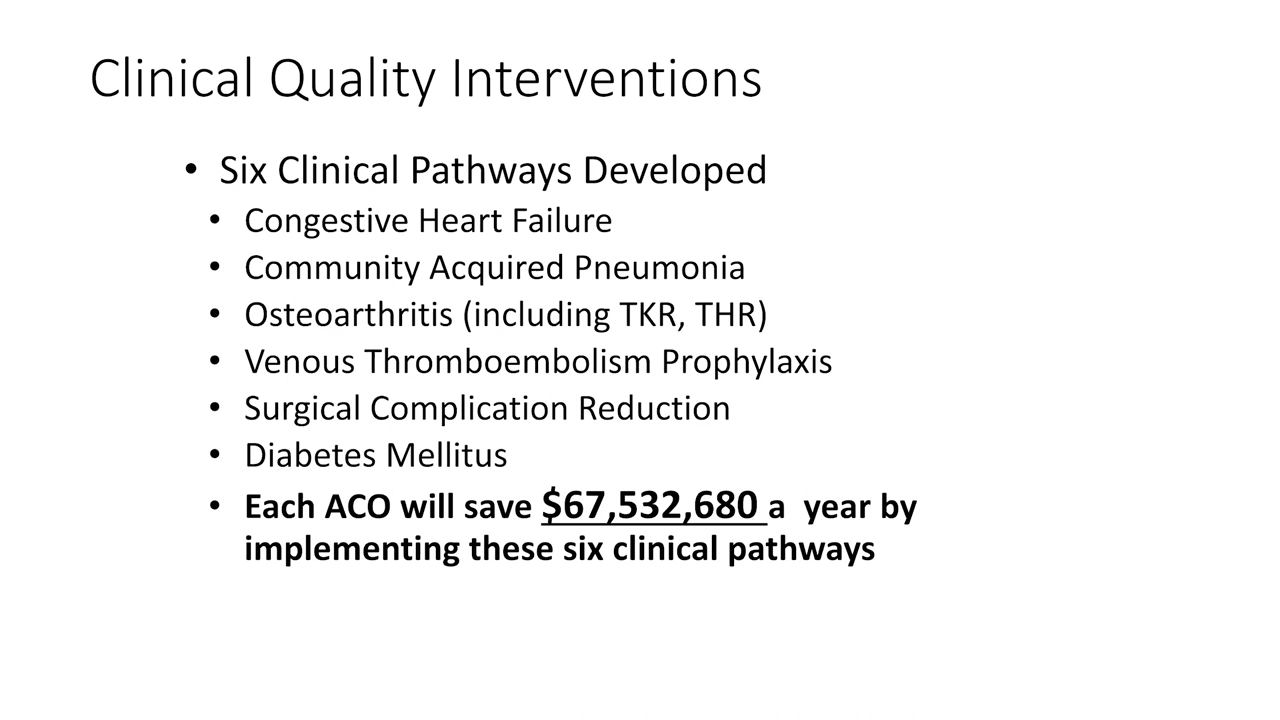 Clinical Quality Interventions
• Six Clinical Pathways Developed
• Congestive Heart Failure
• Community Acquired Pneumonia
• Osteoarthritis (including TKR, THR)
• Venous Thromboembolism Prophylaxis
• Surgical Complication Reduction
• Diabetes Mellitus
• Each ACO will save $67,532,680 a  year by
implementing these six clinical pathways